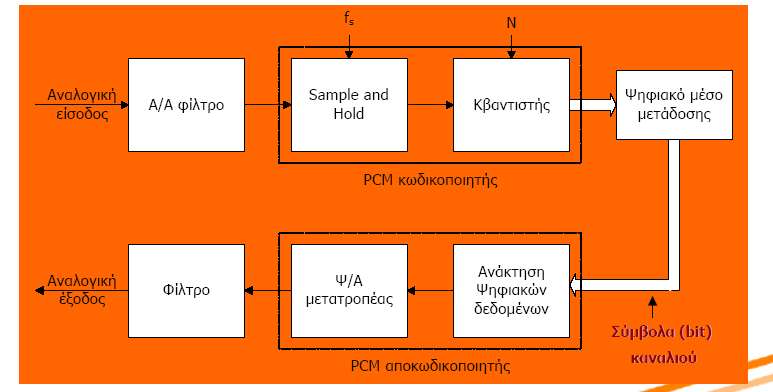 fs
N
Αναλογική
είσοδος
Α/Α φίλτρο
Sample and
Hold
Κβαντιστής
Ψηφιακό μέσο
μετάδοσης
PCM κωδικοποιητής
Αναλογική
έξοδος
Φίλτρο
Ψ/Α
μετατροπέας
Ανάκτηση
Ψηφιακών
δεδομένων
Σύμβολα (bit)
καναλιού
PCM αποκωδικοποιητής